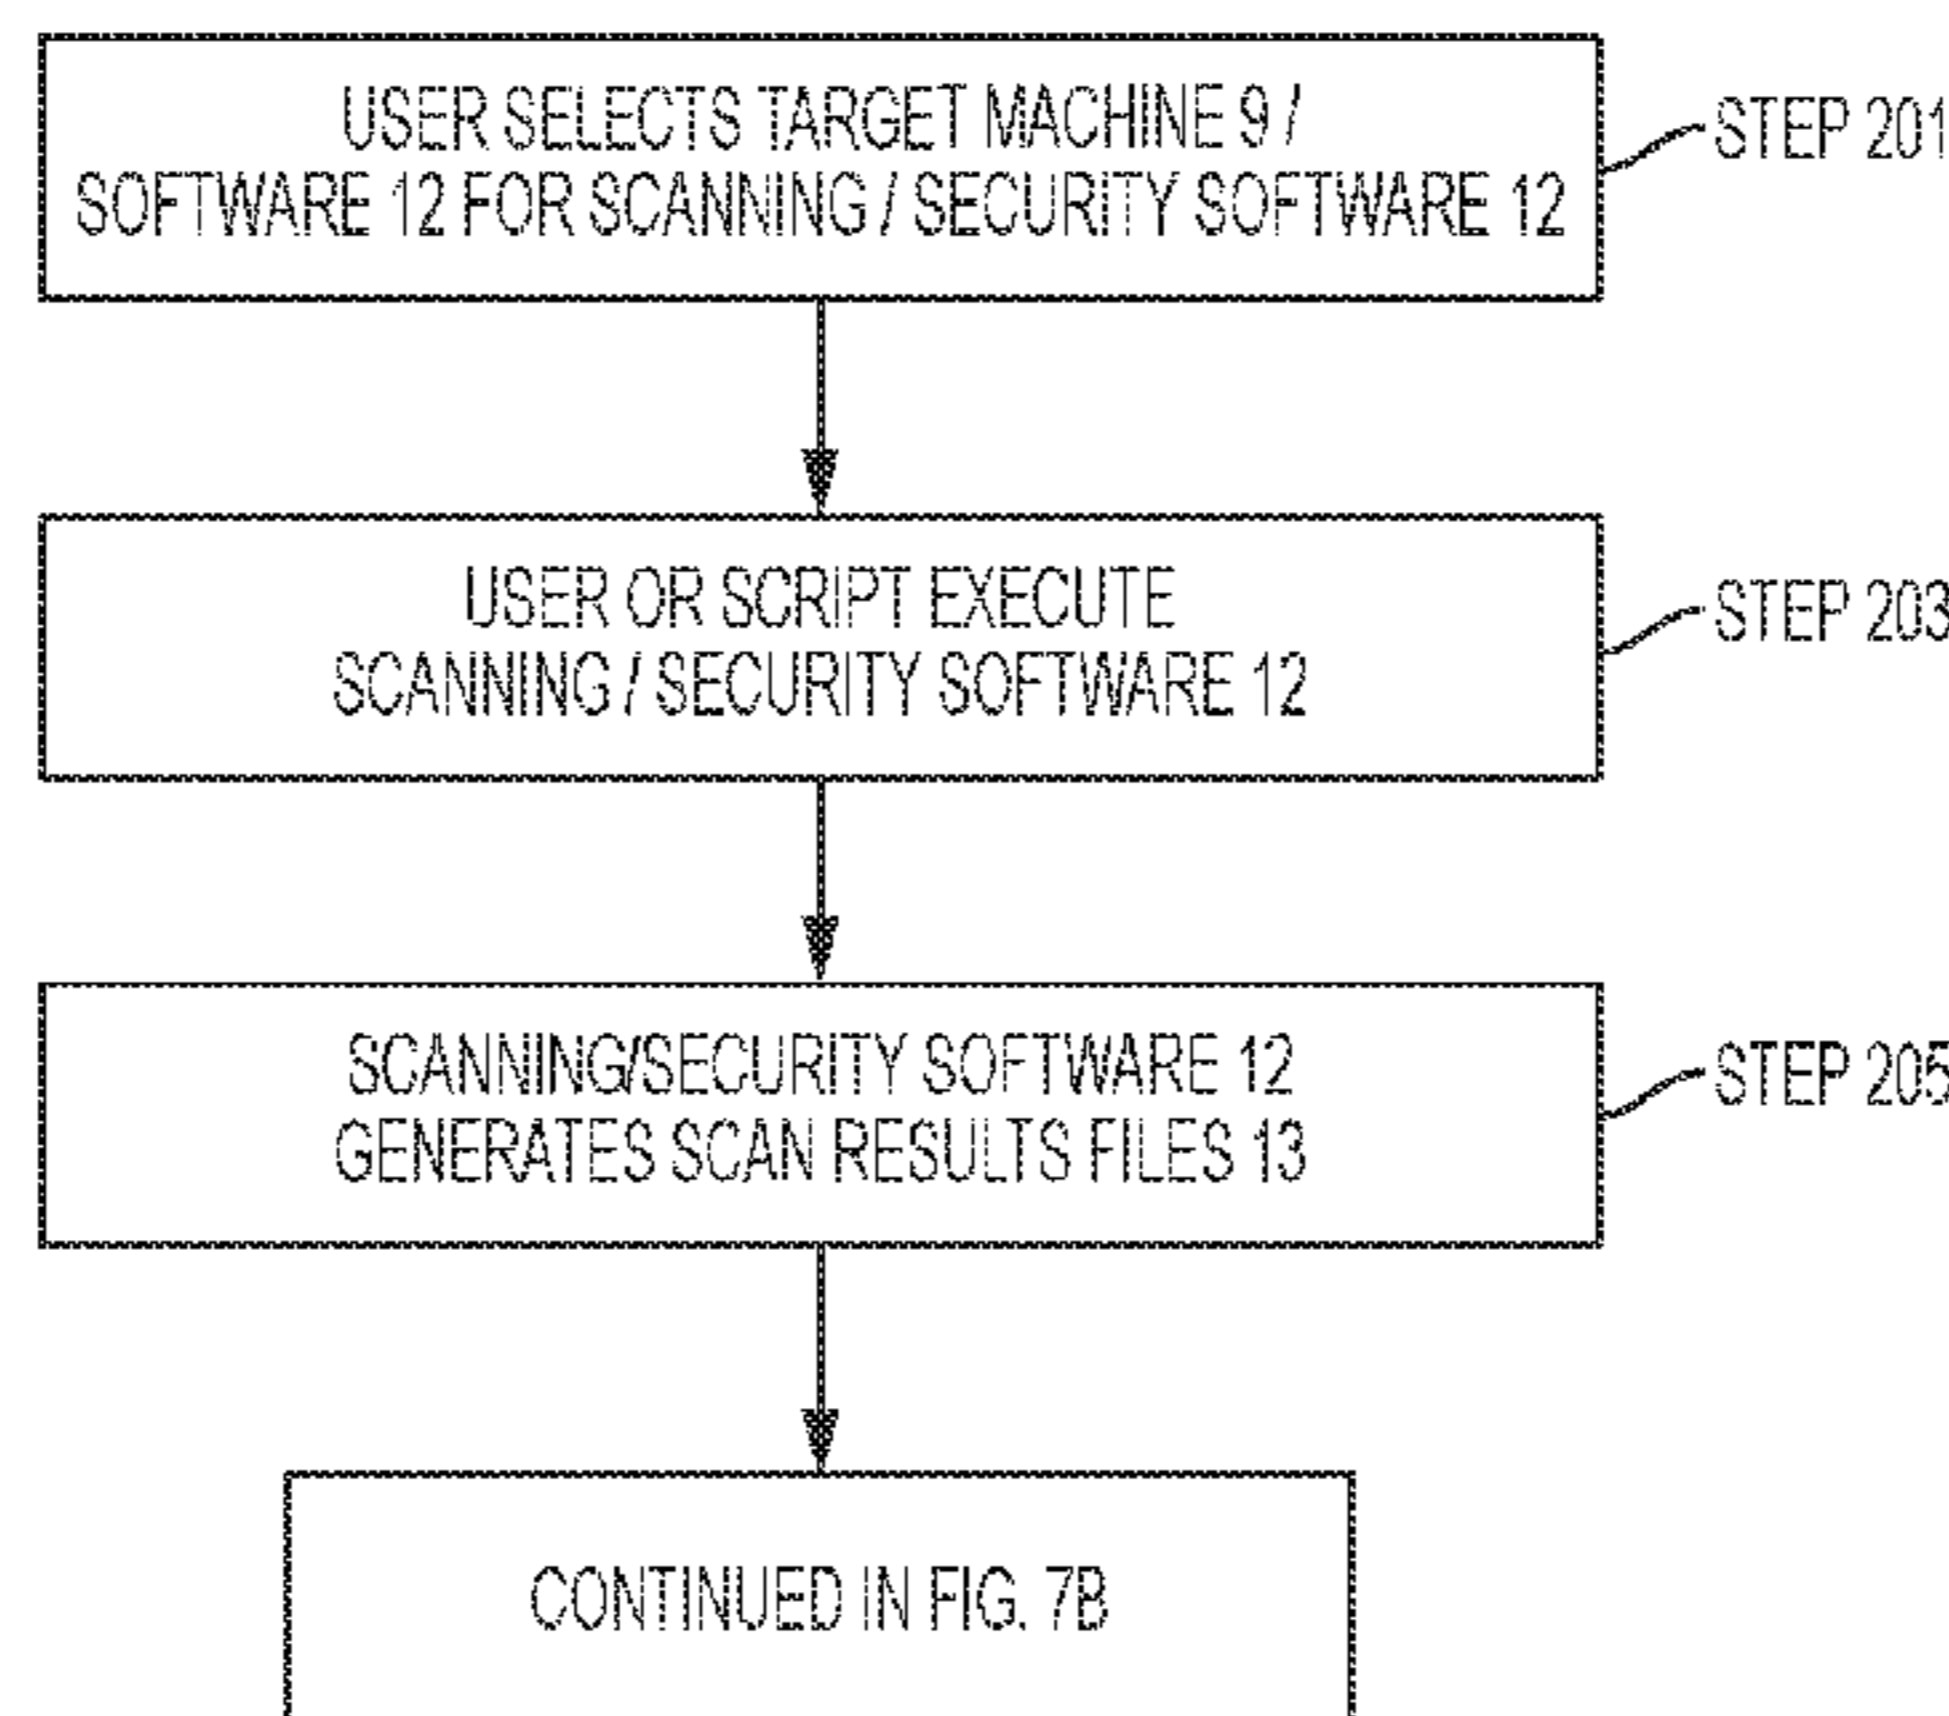 USER SELECTS TARGET MACHINE 9 /
SOFTWARE 12 FOR SCANNING / SECURITY SOFTWARE 12
STEP 201
USER OR SCRIPT EXECUTE
SCANNING / SECURITY SOFTWARE 12
STEP 203
SCANNING/SECURITY SOFTWARE 12
GENERATES SCAN RESULTS FILES 13
STEP 205
CONTINUED IN FIG. 7B